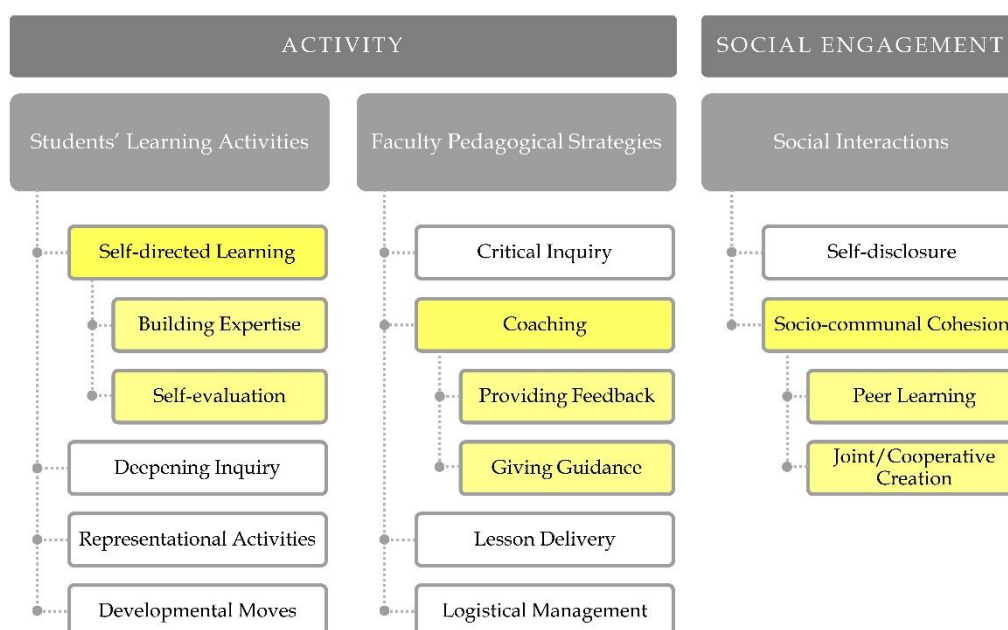 ACTIVITY
Students’ Learning Activities
Self-directed Learning
Building Expertise
Self-evaluation
Deepening Inquiry
Representational Activities
Developmental Moves
Faculty Pedagogical Strategies
Critical Inquiry
Coaching
Providing Feedback
Giving Guidance
Lesson Delivery
Logistical Management
SOCIAL ENGAGEMENT
Social Interactions
Self-disclosure
Socio-communal Cohesion
Peer Learning
Joint/Cooperative
Creation